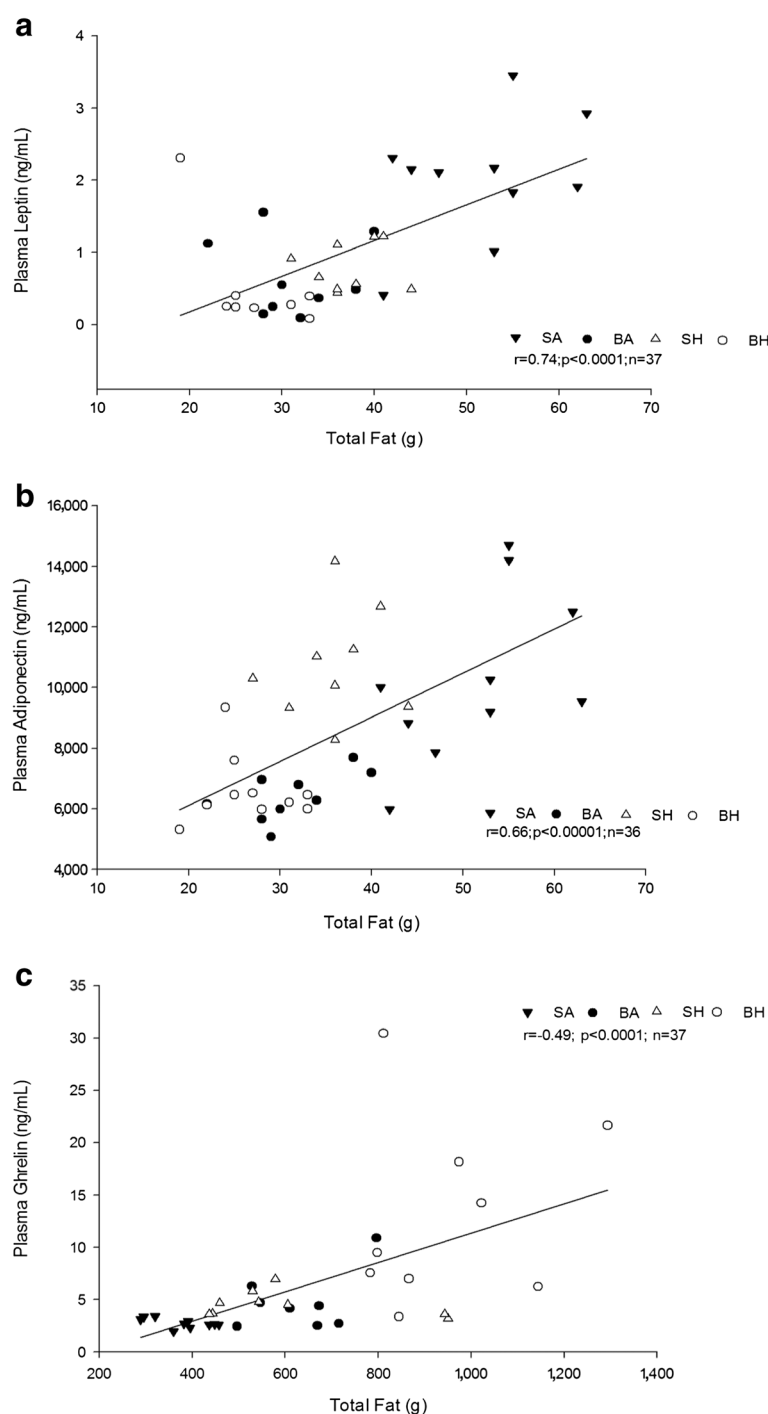 a
4
3
2
1
0
Plasma Leptin (ng/mL)
SA BA SH BH
r=0.74;p<0.0001;n=37
10 20 30 40 50 60 70
Total Fat (g)
b
16,000
14,000
12,000
10,000
8,000
6,000
4,000
Plasma Adiponectin (ng/mL)
SA BA SH BH
r=0.66;p<0.00001;n=36
10 20 30 40 50 60 70
Total Fat (g)
c
35
30
25
20
15
10
5
0
Plasma Ghrelin (ng/mL)
SA BA SH BH
r=-0.49; p<0.0001; n=37
200 400 600 800 1,000 1,200 1,400
Total Fat (g)